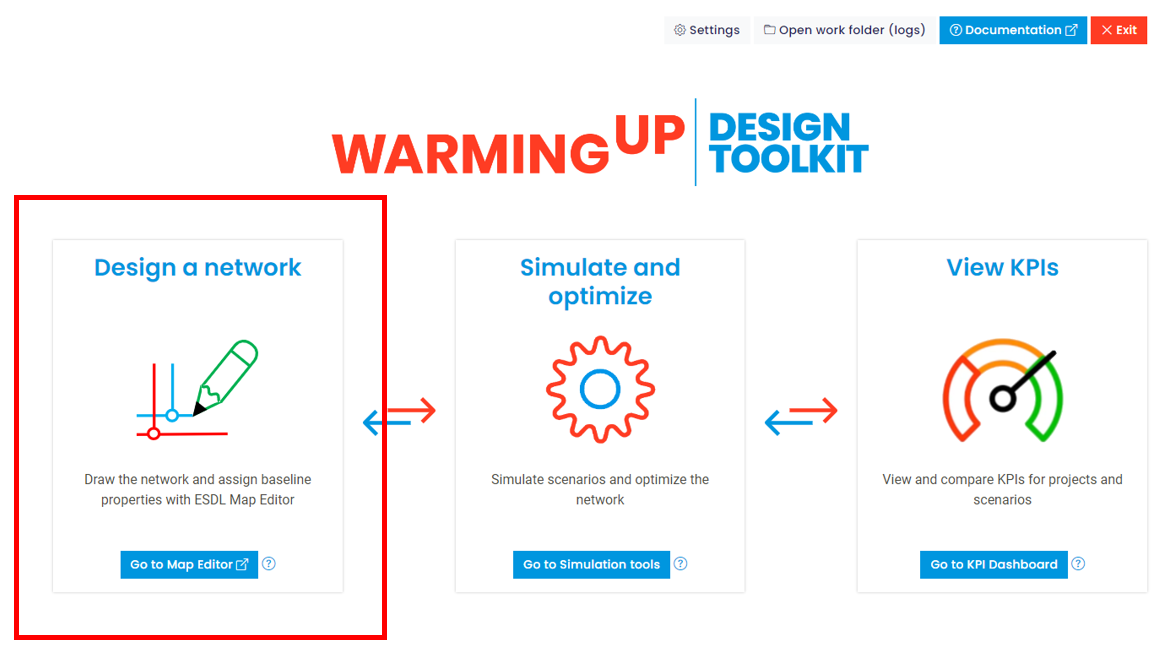 Settings
Open work folder (logs)
Documentation
Exit
WARMINGUP
DESIGN
TOOLKIT
Design a network
Draw the network and assign baseline
properties with ESDL Map Editor
Go to Map Editor
Simulate and
optimize
Simulate scenarios and optimize the
network
Go to Simulation tools
View KPIs
View and compare KPIs for projects and
scenarios
Go to KPI Dashboard